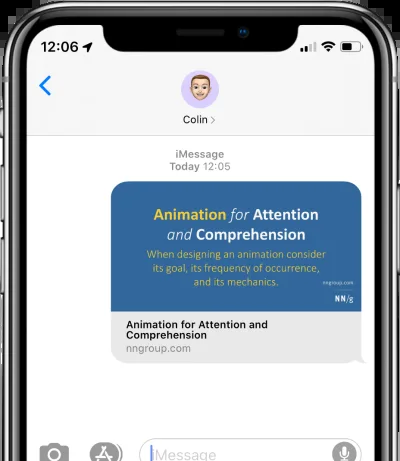 12:06
Colin
iMessage
Today 12:05
Animation for Attention
and Comprehension
When designing an animation consider
its goal, its frequency of occurrence,
and its mechanics.
nngroup.com
NN/g
Animation for Attention and
Comprehension
nngroup.com
iMessage